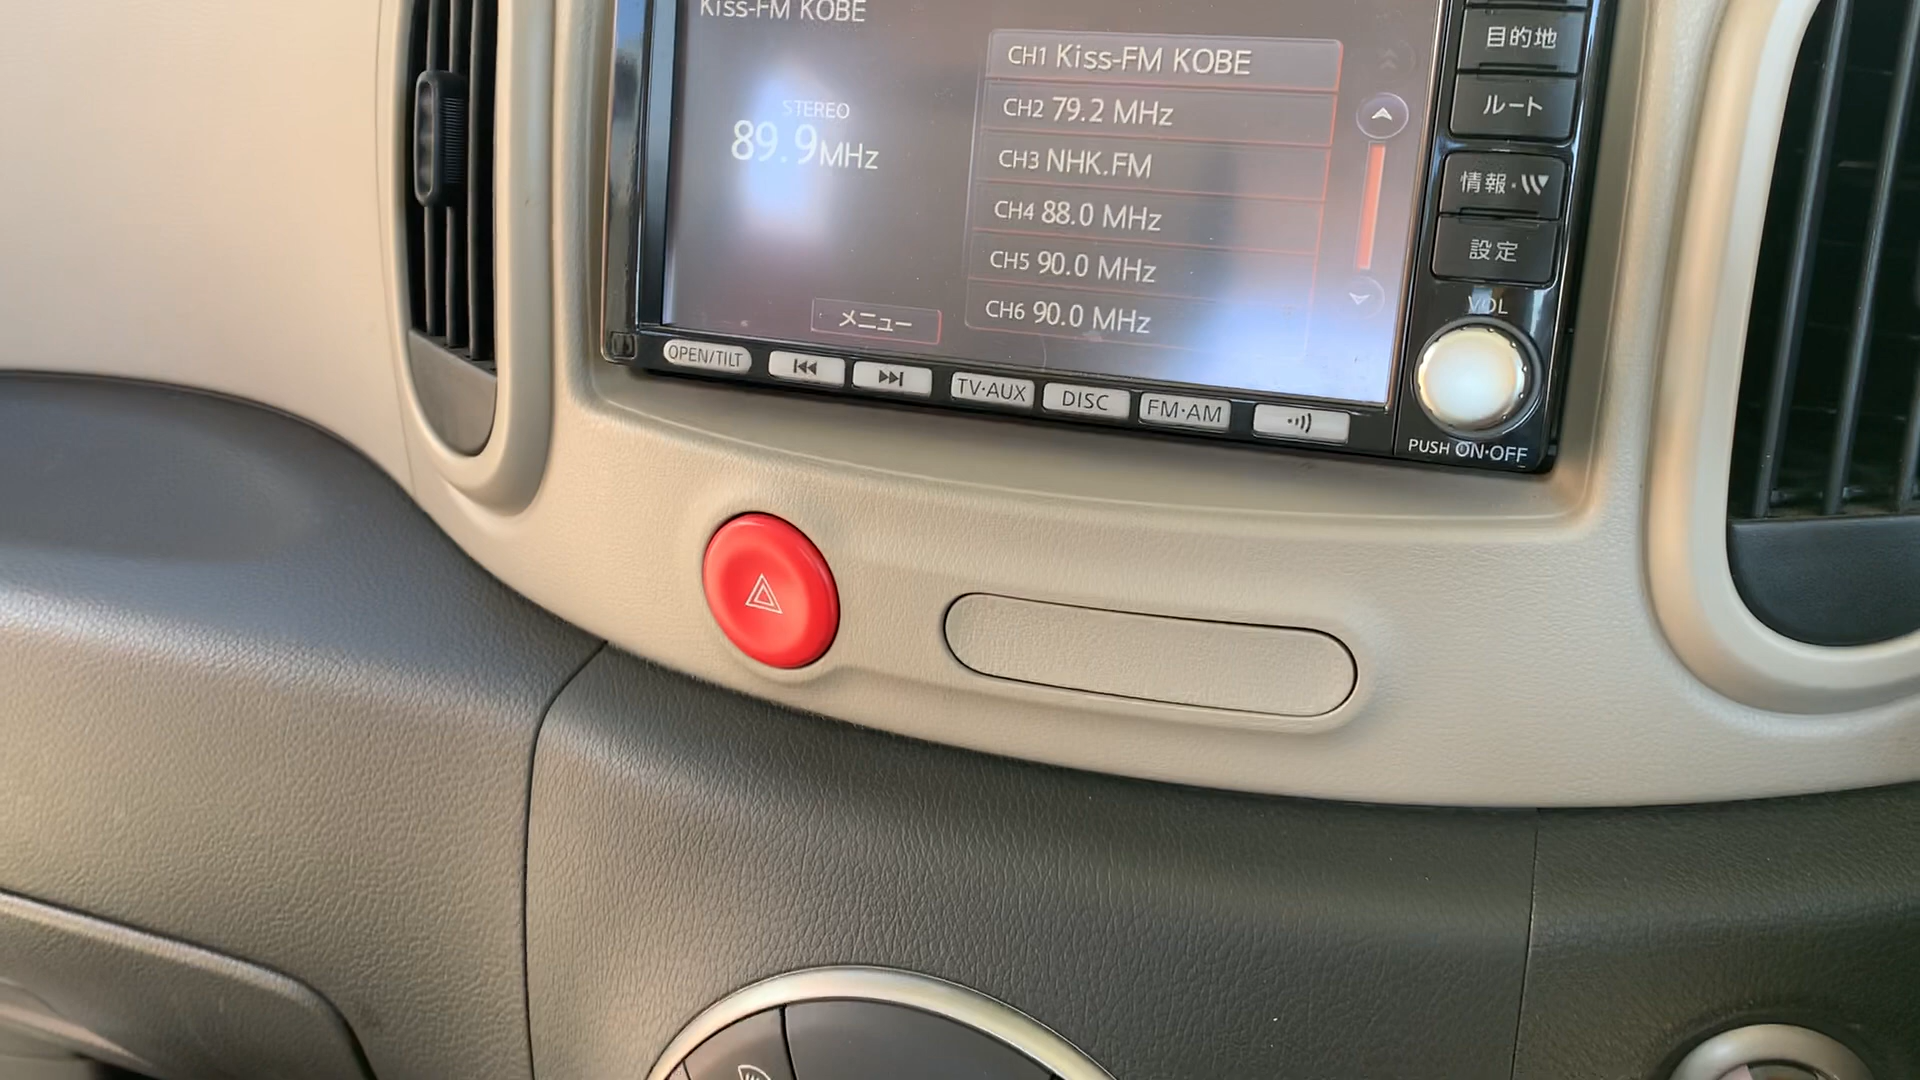 Kiss-FM KOBE
STEREO
89.9MHz
メニュー
CH1 Kiss-FM KOBE
CH2 79.2 MHz
CH3 NHK.FM
CH4 88.0 MHz
CH5 90.0 MHz
CH6 90.0 MHz
目的地
ルート
情報・VV
設定
VOL
PUSH ON・OFF
OPEN/TILT
TV・AUX
DISC
FM・AM